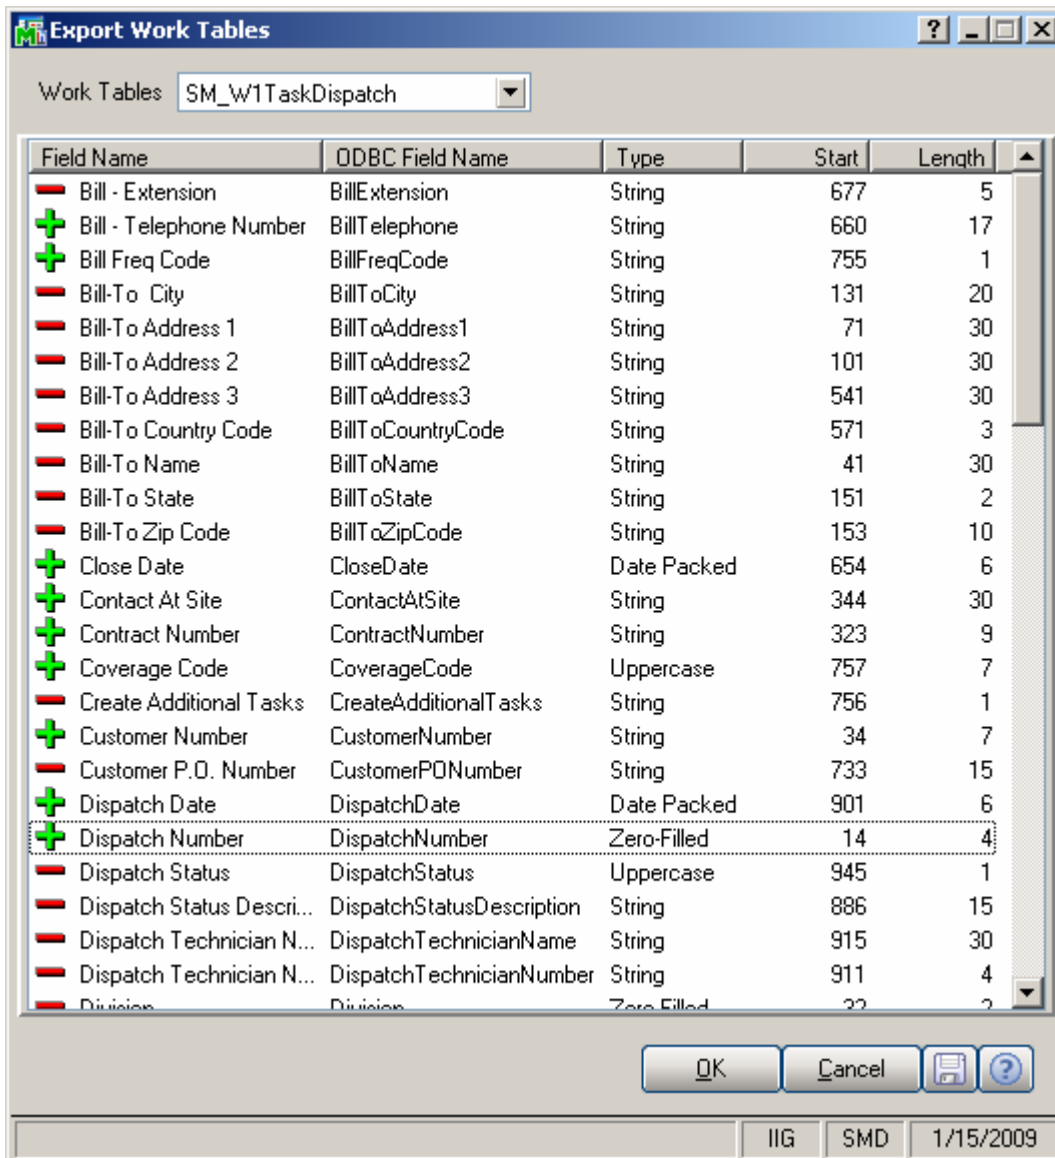 Export Work Tables
Work Tables SM_W1TaskDispatch
Field Name ODBC Field Name Type Start Length
Bill - Extension BillExtension String 677 5
Bill - Telephone Number BillTelephone String 660 17
Bill Freq Code BillFreqCode String 755 1
Bill-To  City BillToCity String 131 20
Bill-To Address 1 BillToAddress1 String 71 30
Bill-To Address 2 BillToAddress2 String 101 30
Bill-To Address 3 BillToAddress3 String 541 30
Bill-To Country Code BillToCountryCode String 571 3
Bill-To Name BillToName String 41 30
Bill-To State BillToState String 151 2
Bill-To Zip Code BillToZipCode String 153 10
Close Date CloseDate Date Packed 654 6
Contact At Site ContactAtSite String 344 30
Contract Number ContractNumber String 323 9
Coverage Code CoverageCode Uppercase 757 7
Create Additional Tasks CreateAdditionalTasks String 756 1
Customer Number CustomerNumber String 34 7
Customer P.O. Number CustomerPONumber String 733 15
Dispatch Date DispatchDate Date Packed 901 6
Dispatch Number DispatchNumber Zero-Filled 14 4
Dispatch Status DispatchStatus Uppercase 945 1
Dispatch Status Descri... DispatchStatusDescription String 886 15
Dispatch Technician N... DispatchTechnicianName String 915 30
Dispatch Technician N... DispatchTechnicianNumber String 911 4
Division Division Zero-Filled 32 2
OK Cancel
IIG SMD 1/15/2009